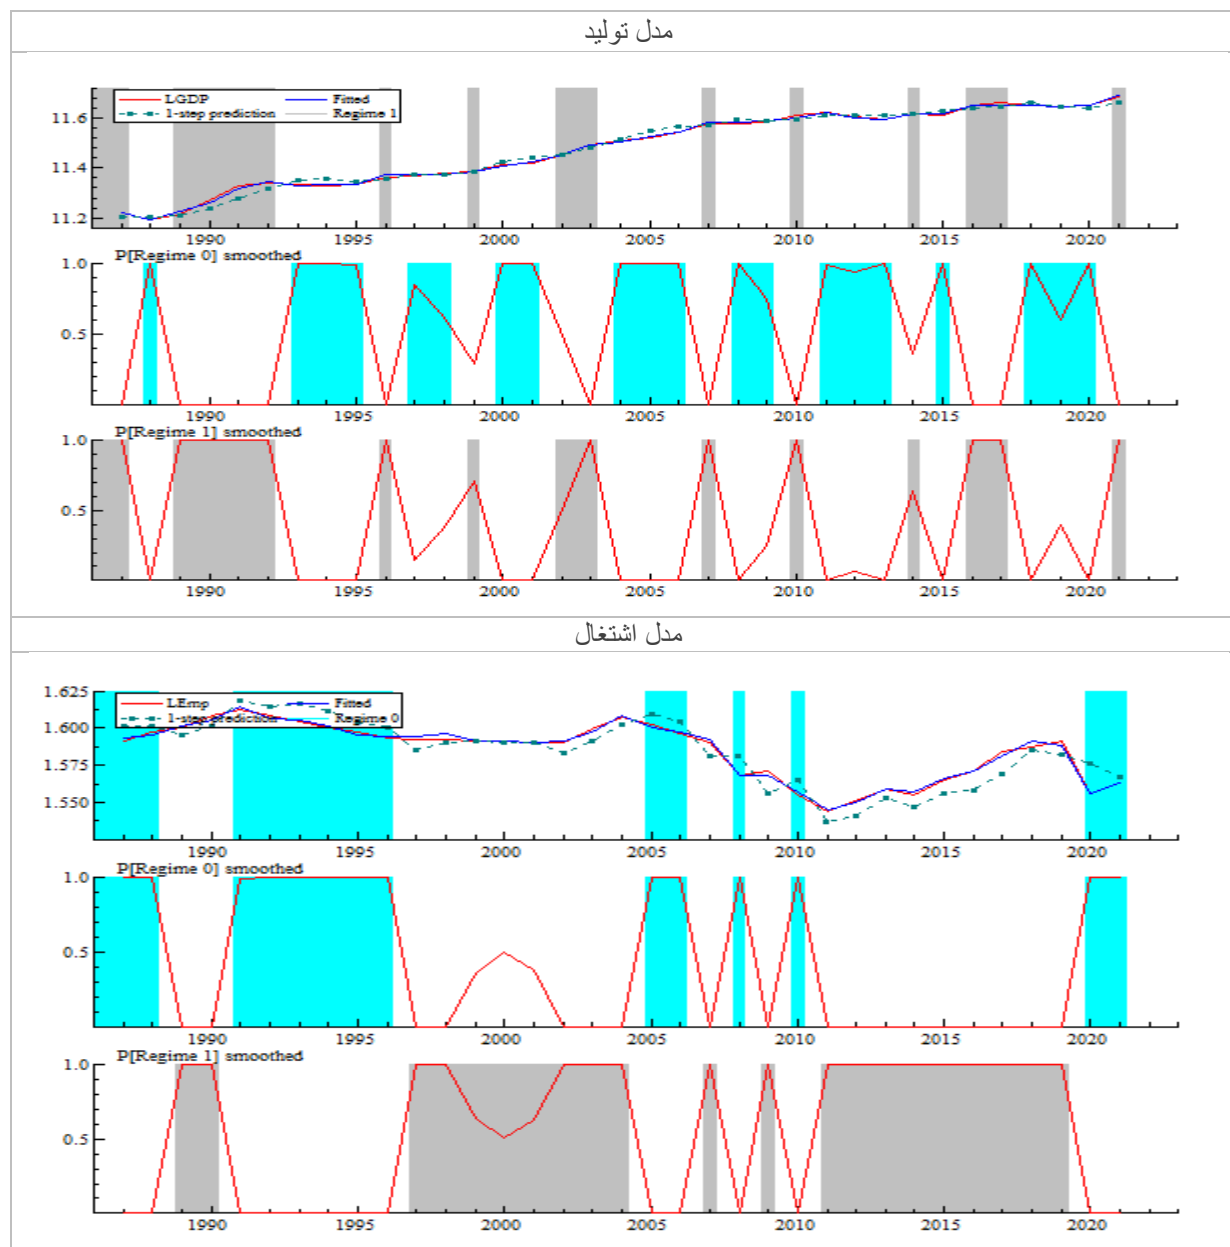 مدل تولید
LGDP Fitted
1-step prediction Regime 1
11.6
11.4
11.2
1990 1995 2000 2005 2010 2015 2020
P[Regime 0] smoothed
1.0
0.5
1990 1995 2000 2005 2010 2015 2020
P[Regime 1] smoothed
1.0
0.5
1990 1995 2000 2005 2010 2015 2020
مدل اشتغال
1.625
LEmp Fitted
1-step prediction Regime 0
1.600
1.575
1.550
1990 1995 2000 2005 2010 2015 2020
P[Regime 0] smoothed
1.0
0.5
1990 1995 2000 2005 2010 2015 2020
P[Regime 1] smoothed
1.0
0.5
1990 1995 2000 2005 2010 2015 2020